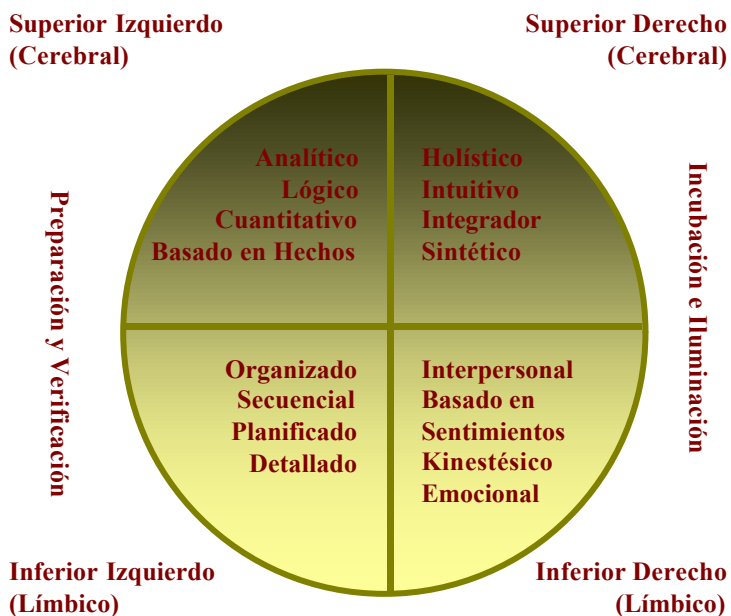 Superior Izquierdo
(Cerebral)
Superior Derecho
(Cerebral)
Analítico
Lógico
Cuantitativo
Basado en Hechos
Holístico
Intuitivo
Integrador
Sintético
Preparación y Verificación
Incubación e Iluminación
Organizado
Secuencial
Planificado
Detallado
Interpersonal
Basado en
Sentimientos
Kinestésico
Emocional
Inferior Izquierdo
(Límbico)
Inferior Derecho
(Límbico)